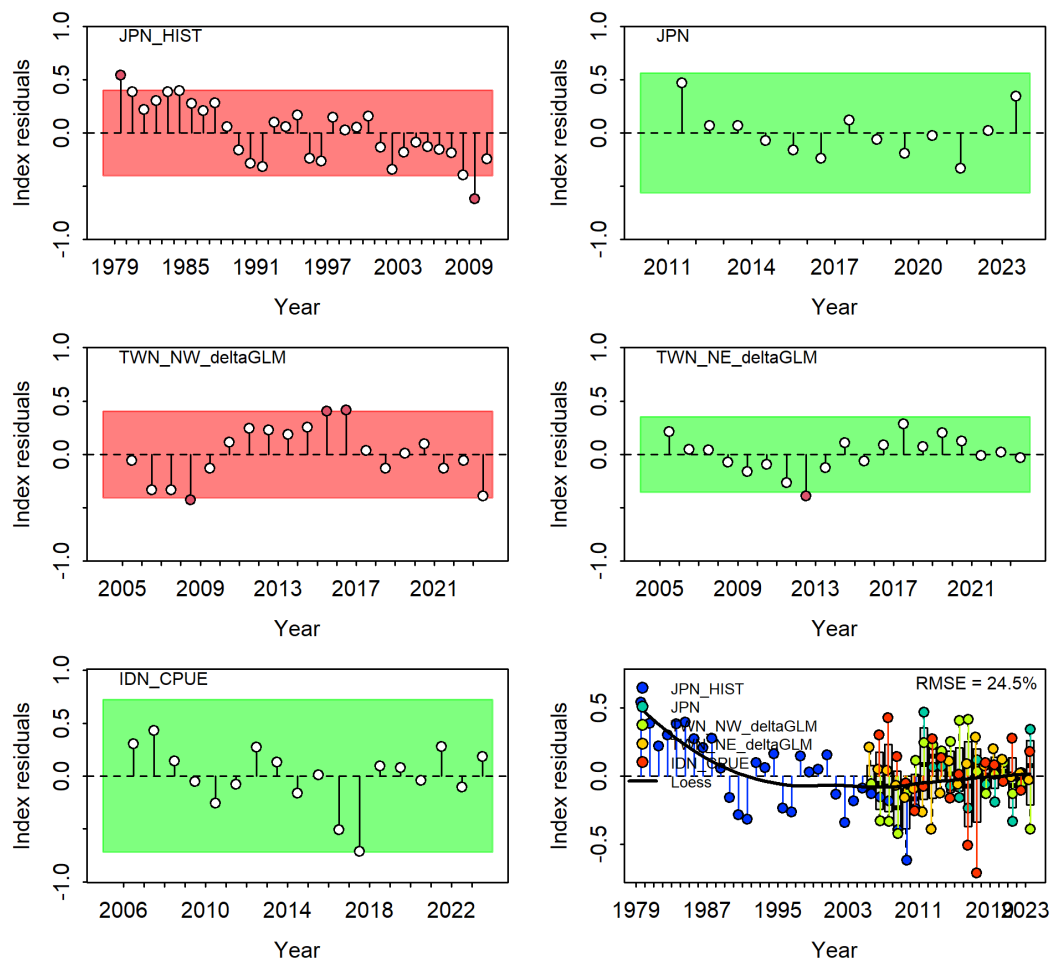 JPN_HIST
Index residuals
1.0
0.5
0.0
-1.0
1979 1985 1991 1997 2003 2009
Year
JPN
Index residuals
1.0
0.5
0.0
-1.0
2011 2014 2017 2020 2023
Year
TWN_NW_deltaGLM
Index residuals
1.0
0.5
0.0
-1.0
2005 2009 2013 2017 2021
Year
TWN_NE_deltaGLM
Index residuals
1.0
0.5
0.0
-1.0
2005 2009 2013 2017 2021
Year
IDN_CPUE
Index residuals
1.0
0.5
0.0
-1.0
2006 2010 2014 2018 2022
Year
RMSE = 24.5%
JPN_HIST
JPN
TWN_NW_deltaGLM
TWN_NE_deltaGLM
IDN_CPUE
Loess
Index residuals
0.5
0.0
-0.5
1979 1987 1995 2003 2011 2019 2023
Year